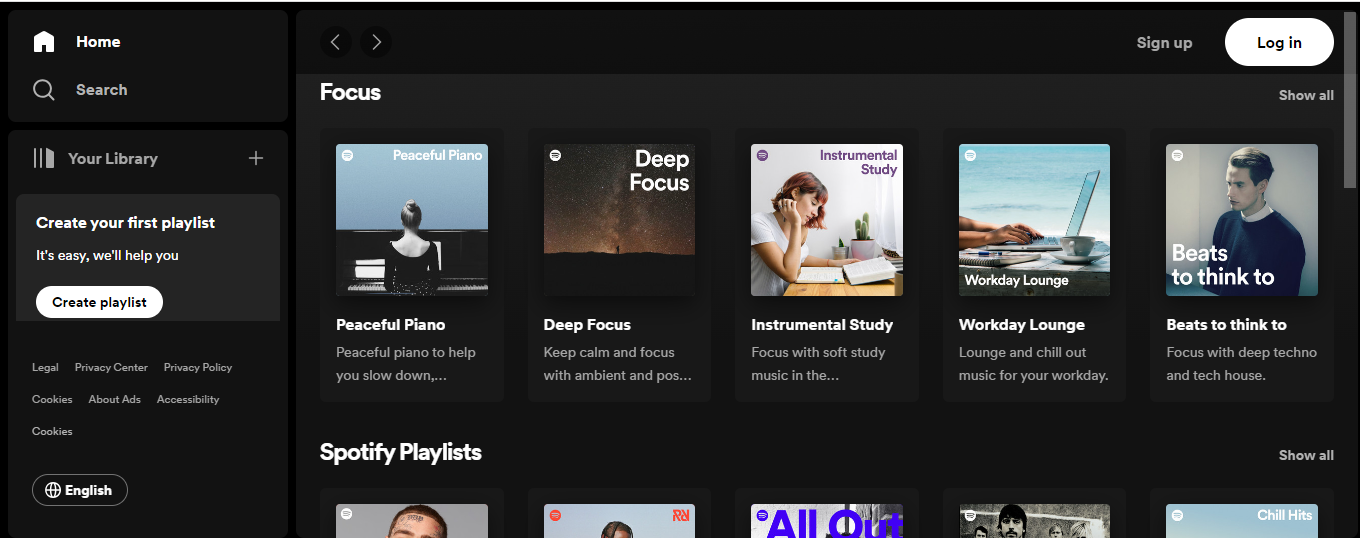 Home
Search
Your Library
Create your first playlist
It's easy, we'll help you
Create playlist
Legal Privacy Center Privacy Policy
Cookies About Ads Accessibility
Cookies
English
Sign up Log in
Focus Show all
Peaceful Piano
Peaceful Piano
Peaceful piano to help
you slow down,...
Deep
Focus
Deep Focus
Keep calm and focus
with ambient and pos...
Instrumental
Study
Instrumental Study
Focus with soft study
music in the...
Workday Lounge
Workday Lounge
Lounge and chill out
music for your workday.
Beats
to think to
Beats to think to
Focus with deep techno
and tech house.
Spotify Playlists Show all
All Out
Chill Hits